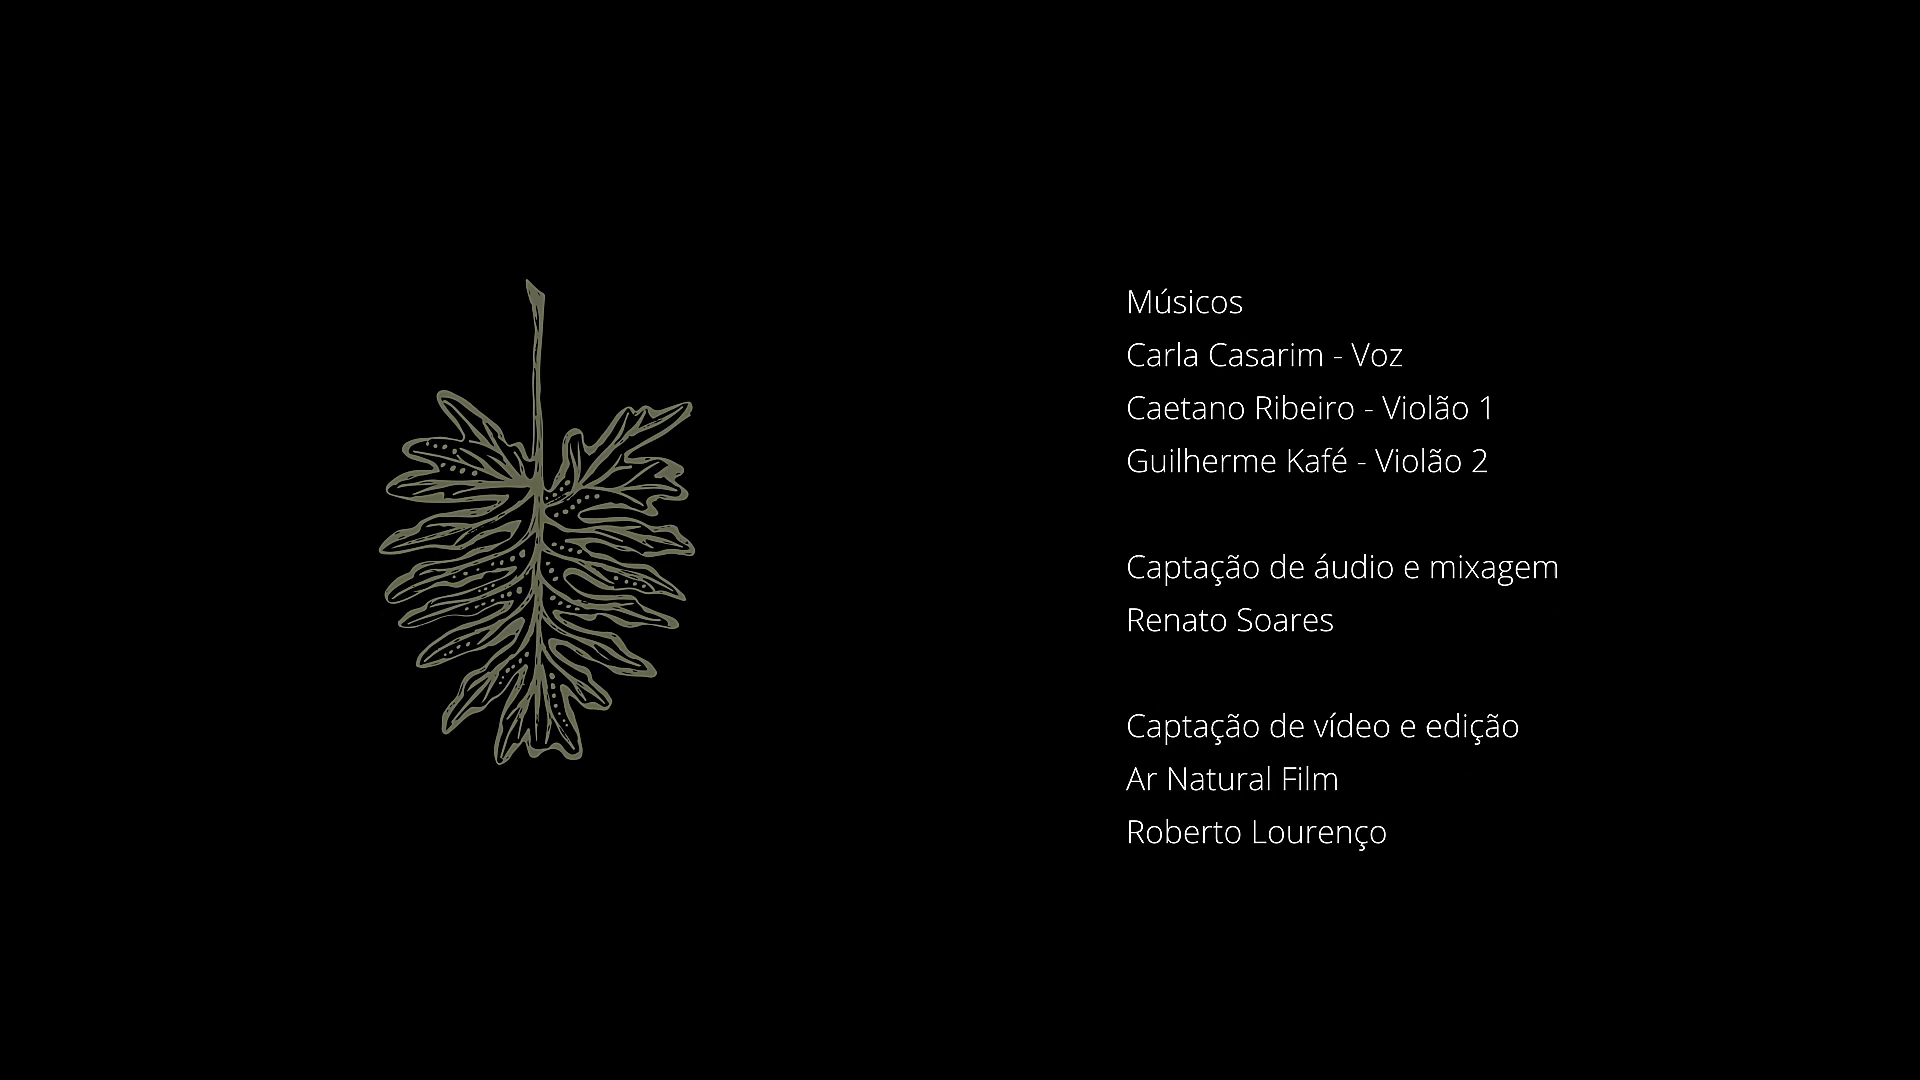 Músicos
Carla Casarim - Voz
Caetano Ribeiro - Violão 1
Guilherme Kafé - Violão 2
Captação de áudio e mixagem
Renato Soares
Captação de vídeo e edição
Ar Natural Film
Roberto Lourenço